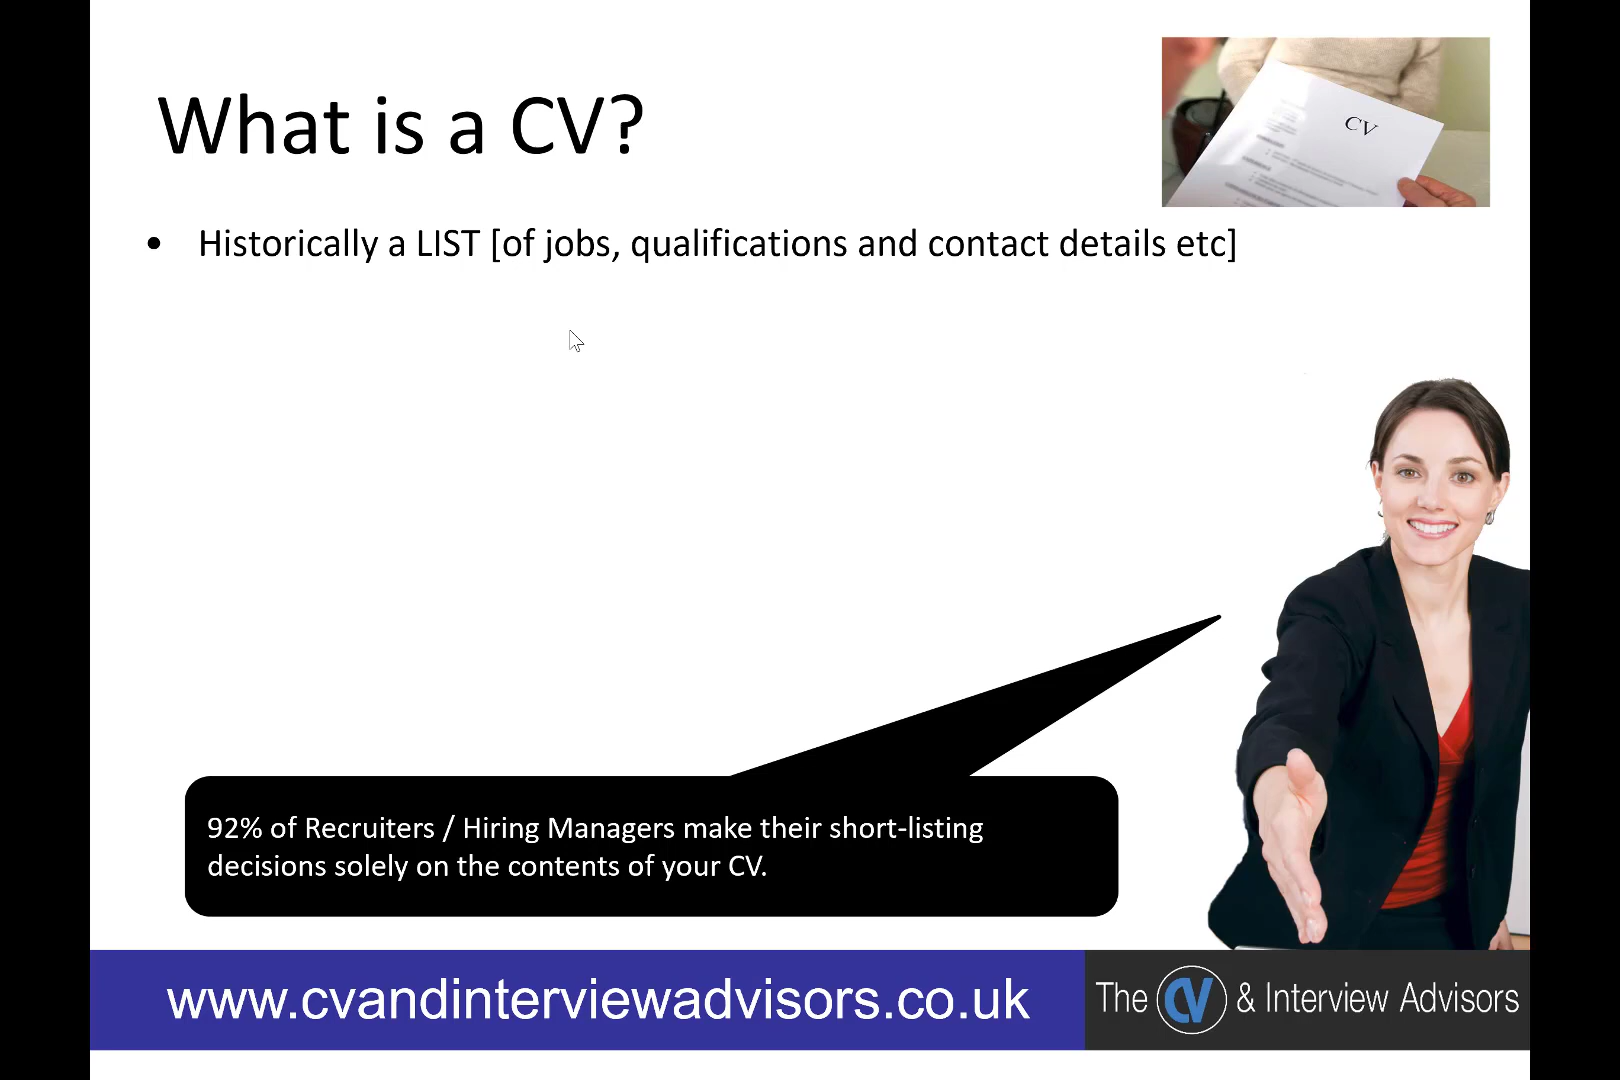 What is a CV?
CV
• Historically a LIST [of jobs, qualifications and contact details etc]
92% of Recruiters / Hiring Managers make their short-listing
decisions solely on the contents of your CV.
www.cvandinterviewadvisors.co.uk
The CV & Interview Advisors